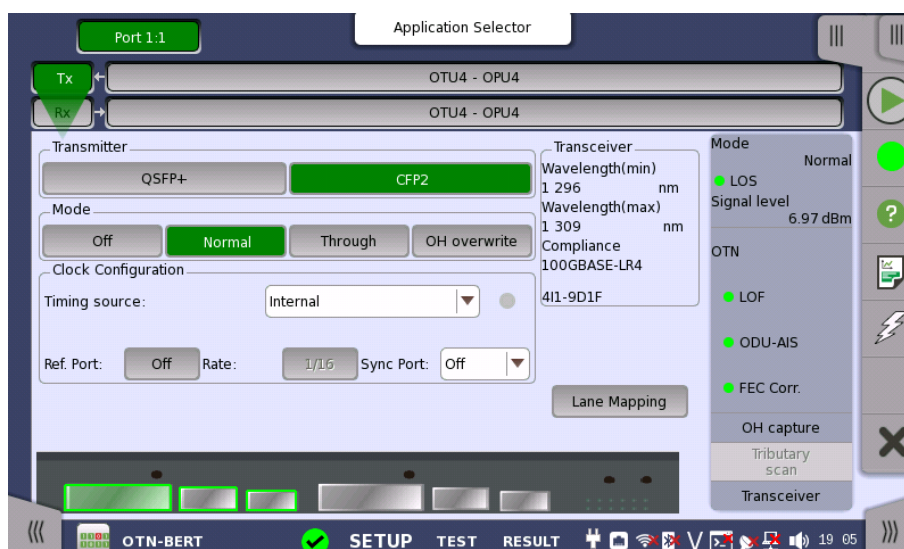 Port 1:1
Application Selector
Tx
OTU4 - OPU4
Rx
OTU4 - OPU4
Transmitter
QSFP+
CFP2
Mode
Off
Normal
Through
OH overwrite
Clock Configuration
Timing source:
Internal
Ref. Port:
Off
Rate:
1/16
Sync Port:
Off
Transceiver
Wavelength(min)
1 296 nm
Wavelength(max)
1 309 nm
Compliance
100GBASE-LR4
4I1-9D1F
Lane Mapping
Mode
Normal
LOS
Signal level
6.97 dBm
OTN
LOF
ODU-AIS
FEC Corr.
OH capture
Tributary
scan
Transceiver
OTN-BERT
SETUP
TEST
RESULT
19 05